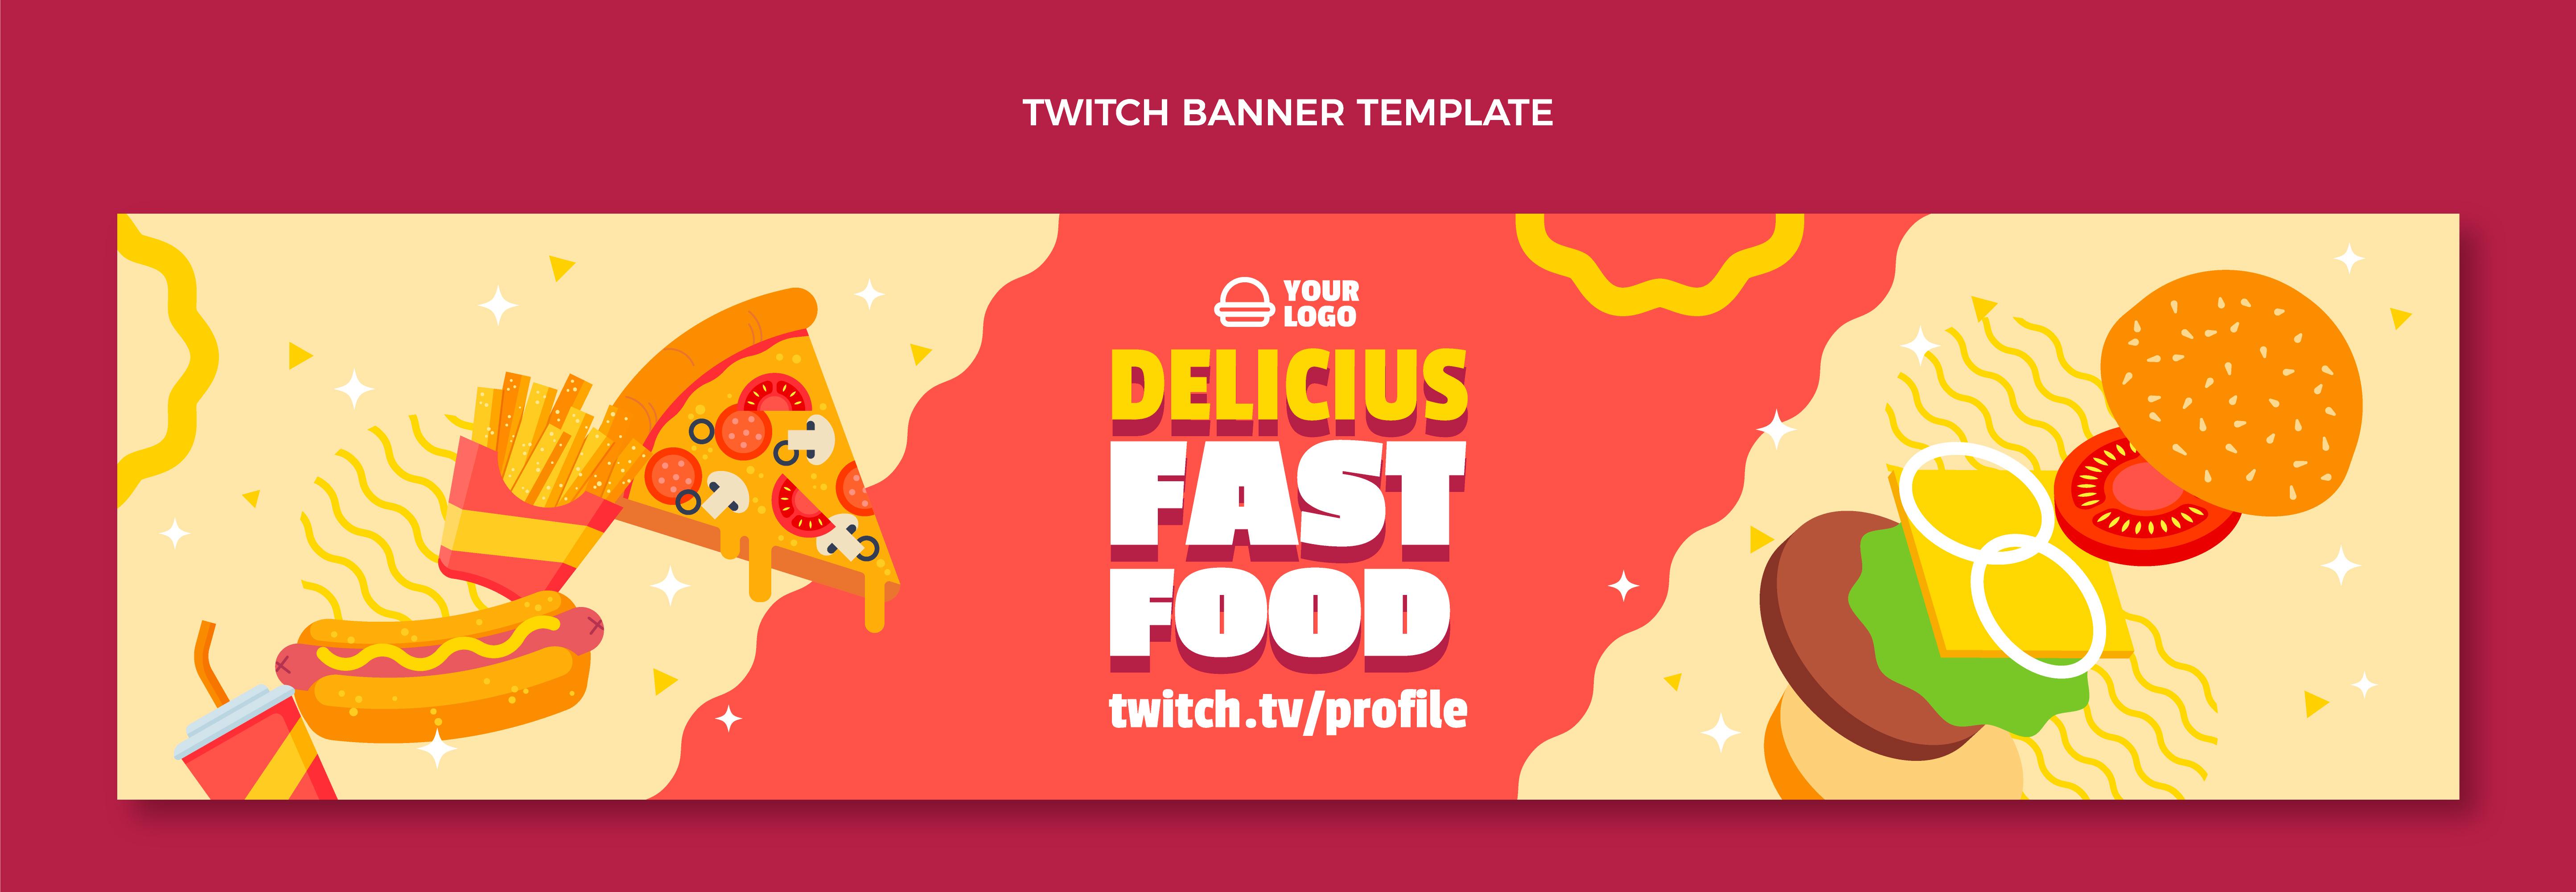 TWITCH BANNER TEMPLATE
YOUR
LOGO
DELICIUS
FAST
FOOD
twitch.tv/profile